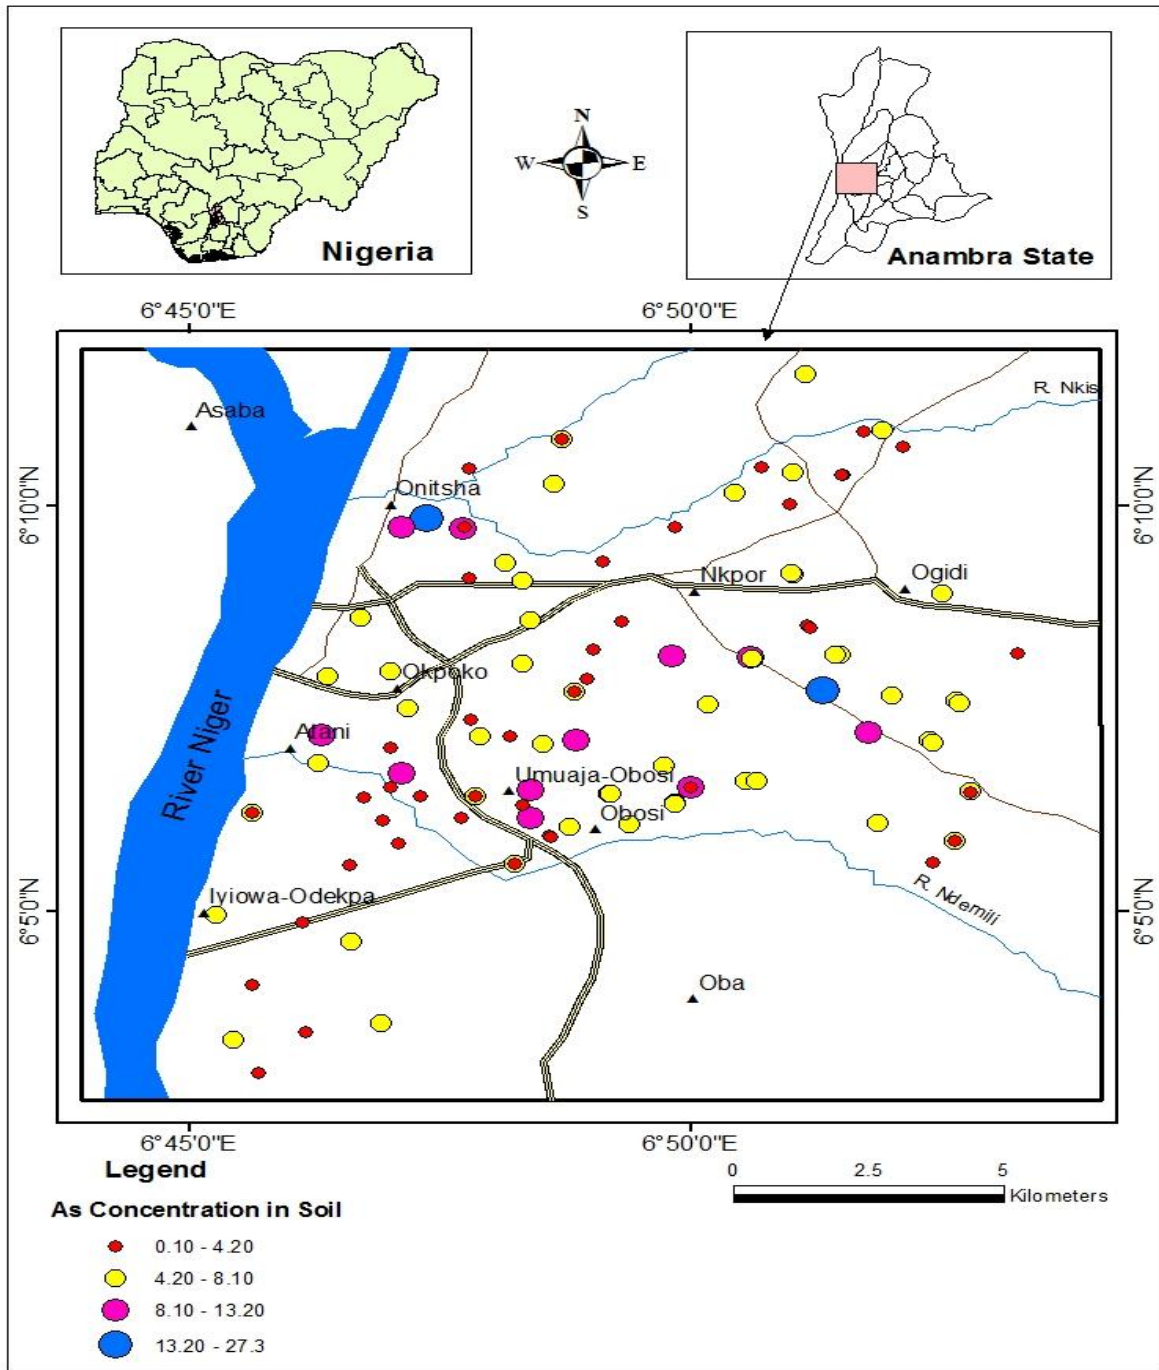 Nigeria
N
W E
S
Anambra State
6°45'0"E 6°50'0"E
R. Nkis
Asaba
Onitsha
6°10'0"N 6°10'0"N
Nkpor
Ogidi
Okpoko
River Niger
Atani
Umuaja-Obosi
Obosi
Iyiowa-Odekpa
R. Ndemili
6°5'0"N 6°5'0"N
Oba
6°45'0"E 6°50'0"E
Legend
0 2.5 5
Kilometers
As Concentration in Soil
0.10 - 4.20
4.20 - 8.10
8.10 - 13.20
13.20 - 27.3